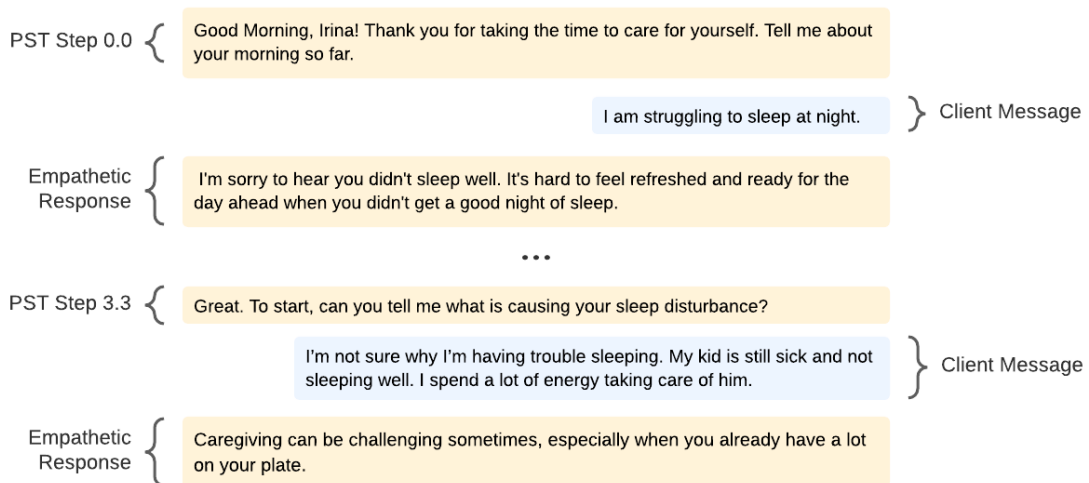 PST Step 0.0
Good Morning, Irina! Thank you for taking the time to care for yourself. Tell me about
your morning so far.
I am struggling to sleep at night.
Client Message
Empathetic
Response
I'm sorry to hear you didn't sleep well. It's hard to feel refreshed and ready for the
day ahead when you didn't get a good night of sleep.
...
PST Step 3.3
Great. To start, can you tell me what is causing your sleep disturbance?
I'm not sure why I'm having trouble sleeping. My kid is still sick and not
sleeping well. I spend a lot of energy taking care of him.
Client Message
Empathetic
Response
Caregiving can be challenging sometimes, especially when you already have a lot
on your plate.